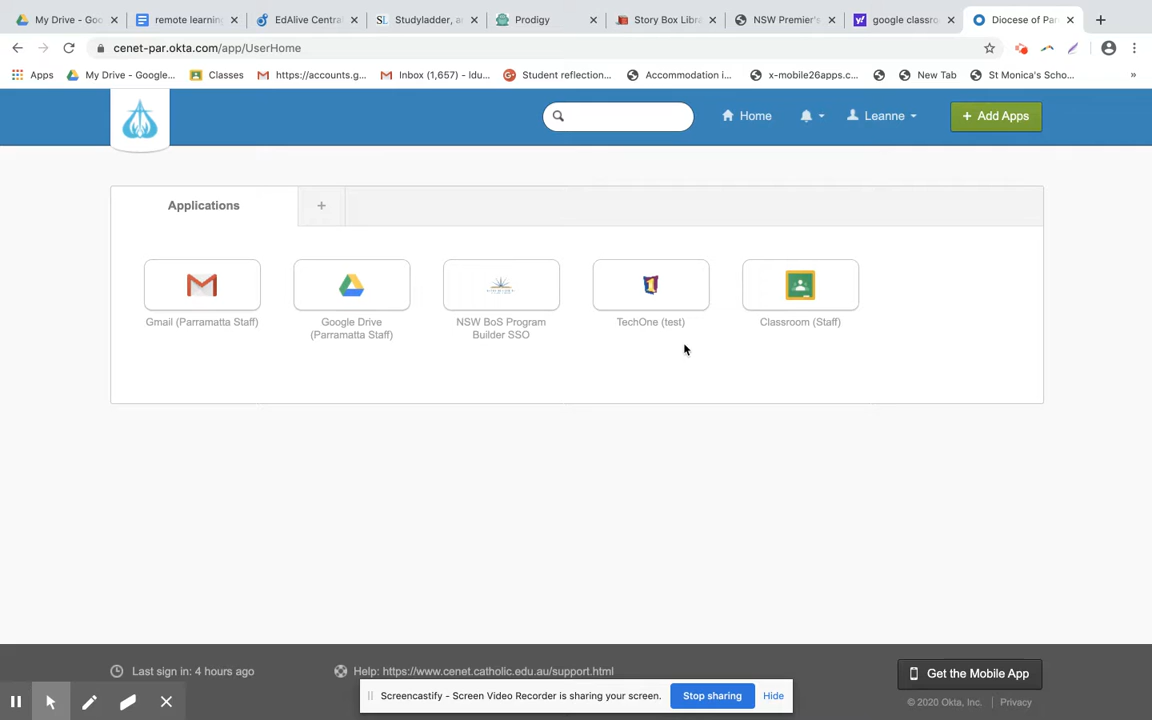 My Drive - Goo
remote learning
EdAlive Central
Studyladder, a
Prodigy
Story Box Libra
NSW Premier's
google classro
Diocese of Par
cenet-par.okta.com/app/UserHome
Apps
My Drive - Google...
Classes
https://accounts.g...
Inbox (1,657) - ldu...
Student reflection...
Accommodation i...
x-mobile26apps.c...
New Tab
St Monica's Scho...
Home
Leanne
+ Add Apps
Applications
+
Gmail (Parramatta Staff)
Google Drive
(Parramatta Staff)
NSW BoS Program
Builder SSO
TechOne (test)
Classroom (Staff)
Last sign in: 4 hours ago
Help: https://www.cenet.catholic.edu.au/support.html
Get the Mobile App
© 2020 Okta, Inc.
Privacy
Screencastify - Screen Video Recorder is sharing your screen.
Stop sharing
Hide